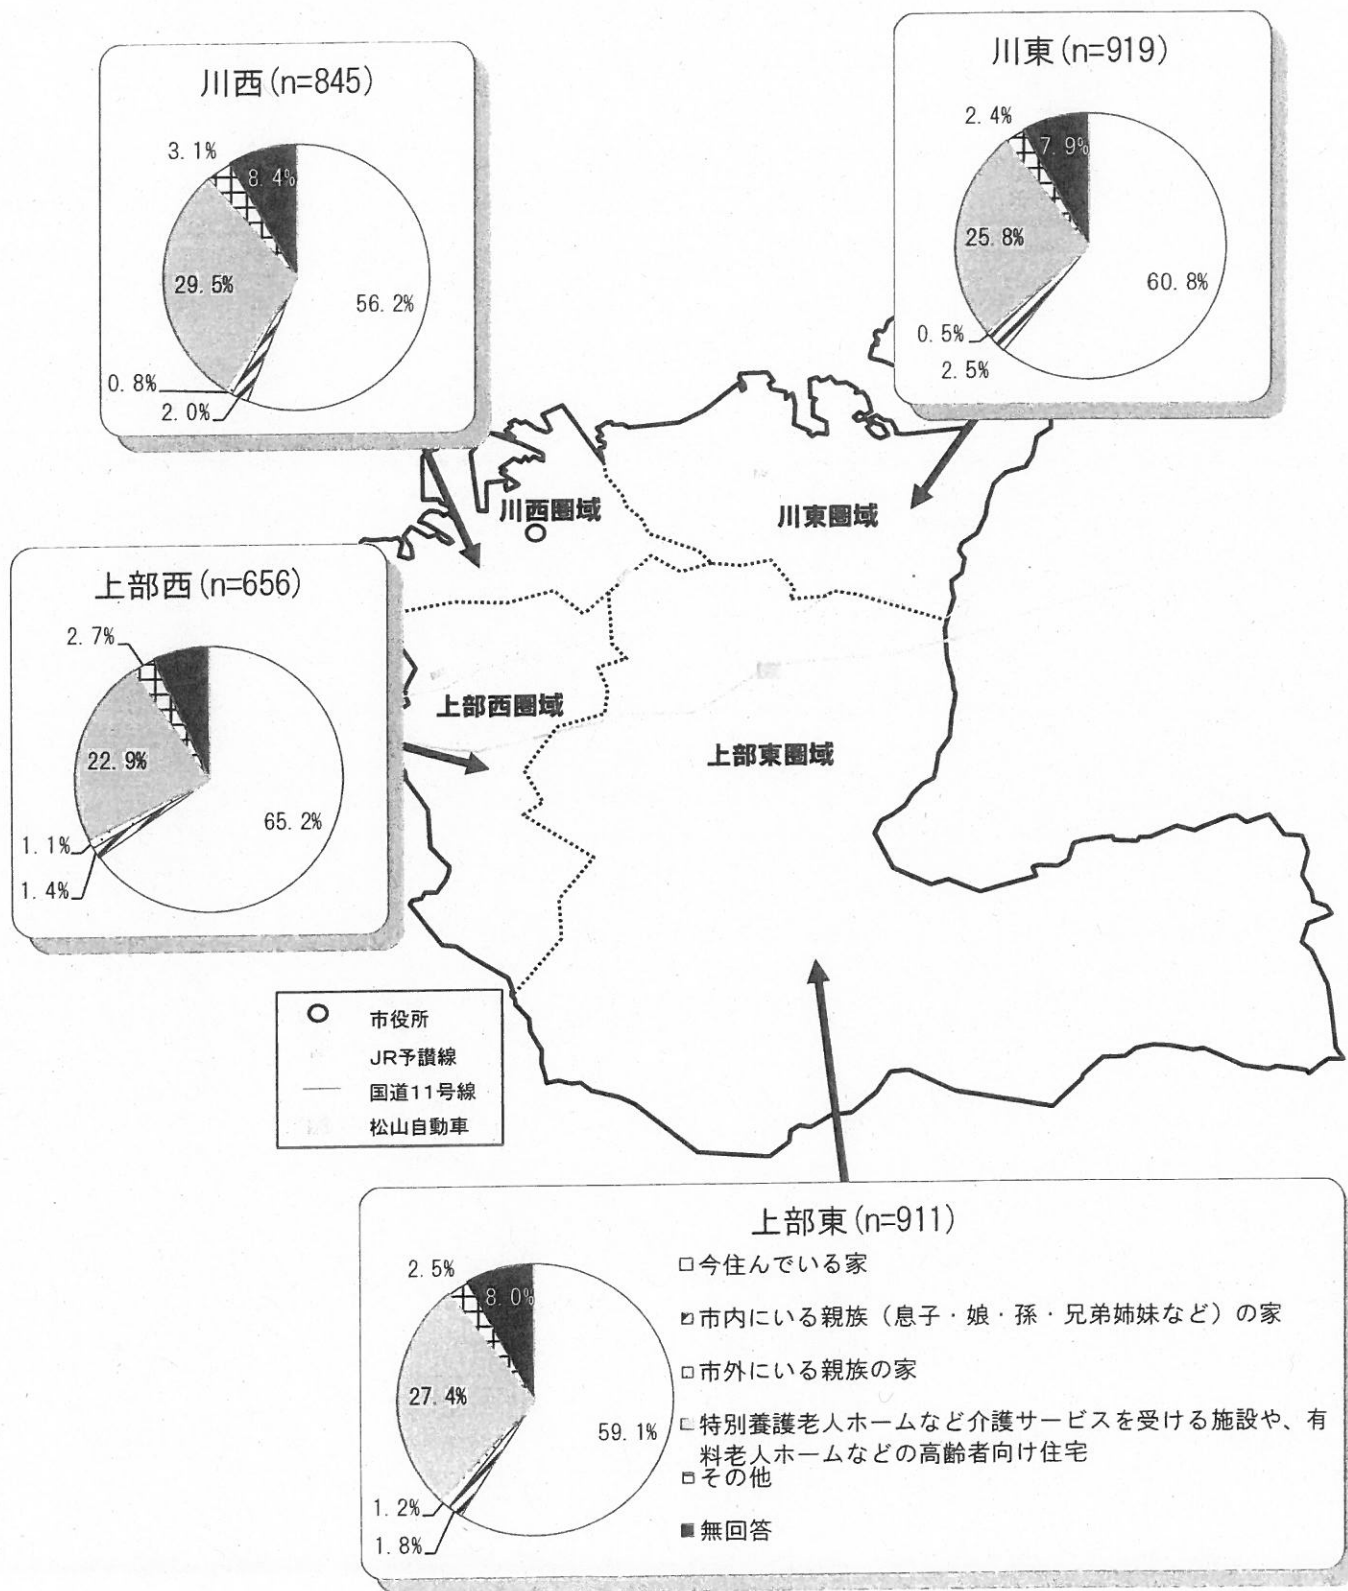 川西(n=845)
3.1%
8.4%
29.5%
56.2%
0.8%
2.0%
川東(n=919)
2.4%
7.9%
25.8%
60.8%
0.5%
2.5%
川西圏域
川東圏域
上部西(n=656)
2.7%
22.9%
65.2%
1.1%
1.4%
上部西圏域
上部東圏域
市役所
JR予讃線
国道11号線
松山自動車
上部東(n=911)
2.5%
8.0%
27.4%
59.1%
1.2%
1.8%
今住んでいる家
市内にいる親族（息子・娘・孫・兄弟姉妹など）の家
市外にいる親族の家
特別養護老人ホームなど介護サービスを受ける施設や、有
料老人ホームなどの高齢者向け住宅
その他
無回答